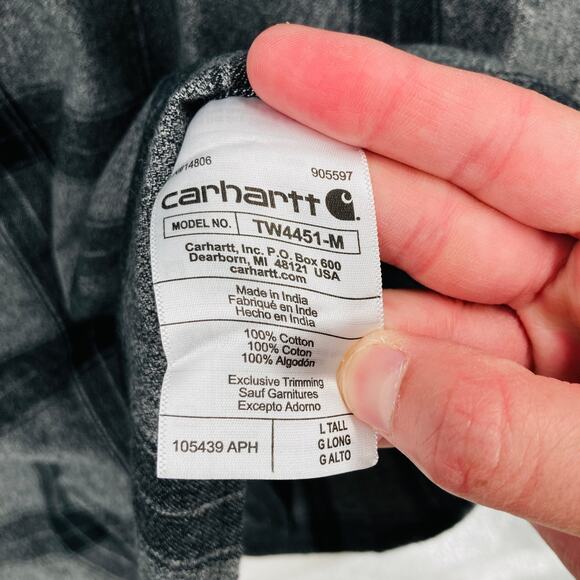 14806
905597
carhartt
MODEL NO. TW4451-M
Carhartt, Inc. P.O. Box 600
Dearborn, MI 48121 USA
carhartt.com
Made in India
Fabriqué en Inde
Hecho en India
100% Cotton
100% Coton
100% Algodón
Exclusive Trimming
Sauf Garnitures
Excepto Adorno
105439 APH
L TALL
G LONG
G ALTO